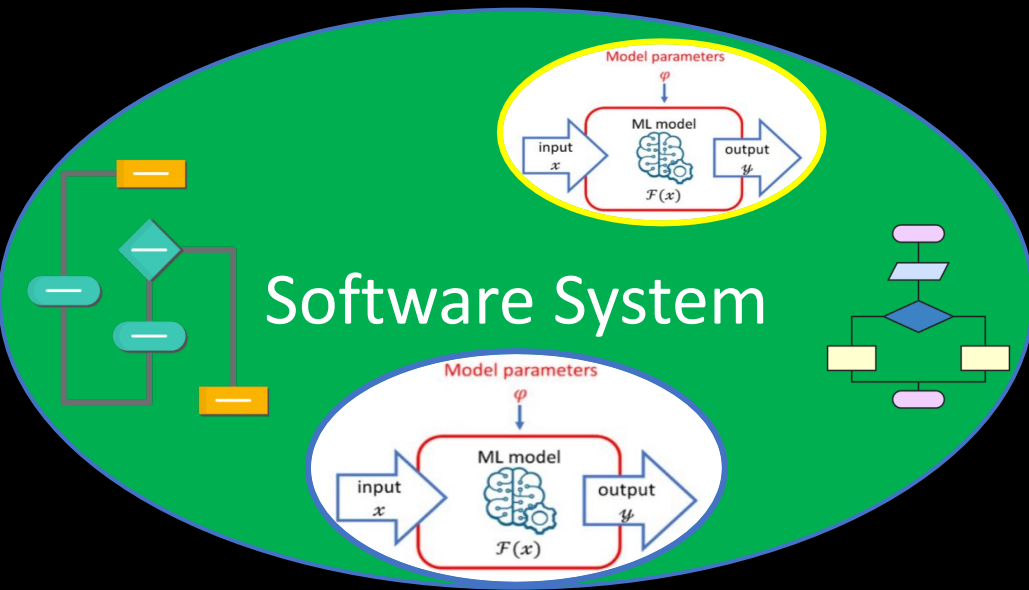 Model parameters
φ
ML model
input
x
output
y
F(x)
Software System
Model parameters
φ
ML model
input
x
output
y
F(x)